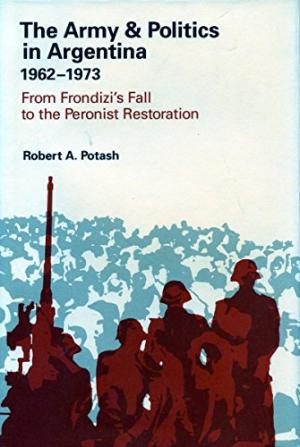 The Army & Politics
in Argentina
1962–1973
From Frondizi's Fall
to the Peronist Restoration
Robert A. Potash